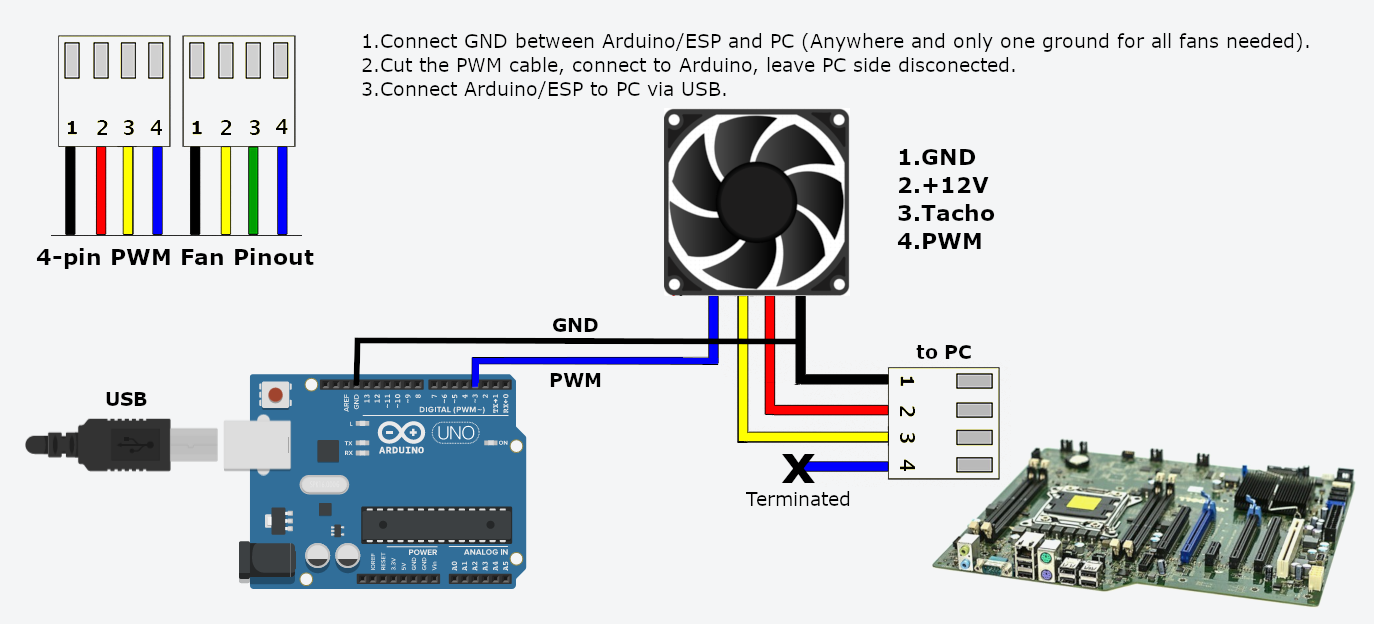 1.Connect GND between Arduino/ESP and PC (Anywhere and only one ground for all fans needed).
2.Cut the PWM cable, connect to Arduino, leave PC side disconected.
3.Connect Arduino/ESP to PC via USB.
1 2 3 4 1 2 3 4
4-pin PWM Fan Pinout
1.GND
2.+12V
3.Tacho
4.PWM
GND
PWM
to PC
1
2
3
4
X
Terminated
USB
AREF
GND
13
12
~11
~10
~9
8
7
~6
~5
4
~3
2
TX→1
RX←0
DIGITAL (PWM~)
L
TX
RX
ARDUINO
UNO
ON
POWER
ANALOG IN
IOREF
RESET
3.3V
5V
GND
GND
Vin
A0
A1
A2
A3
A4
A5